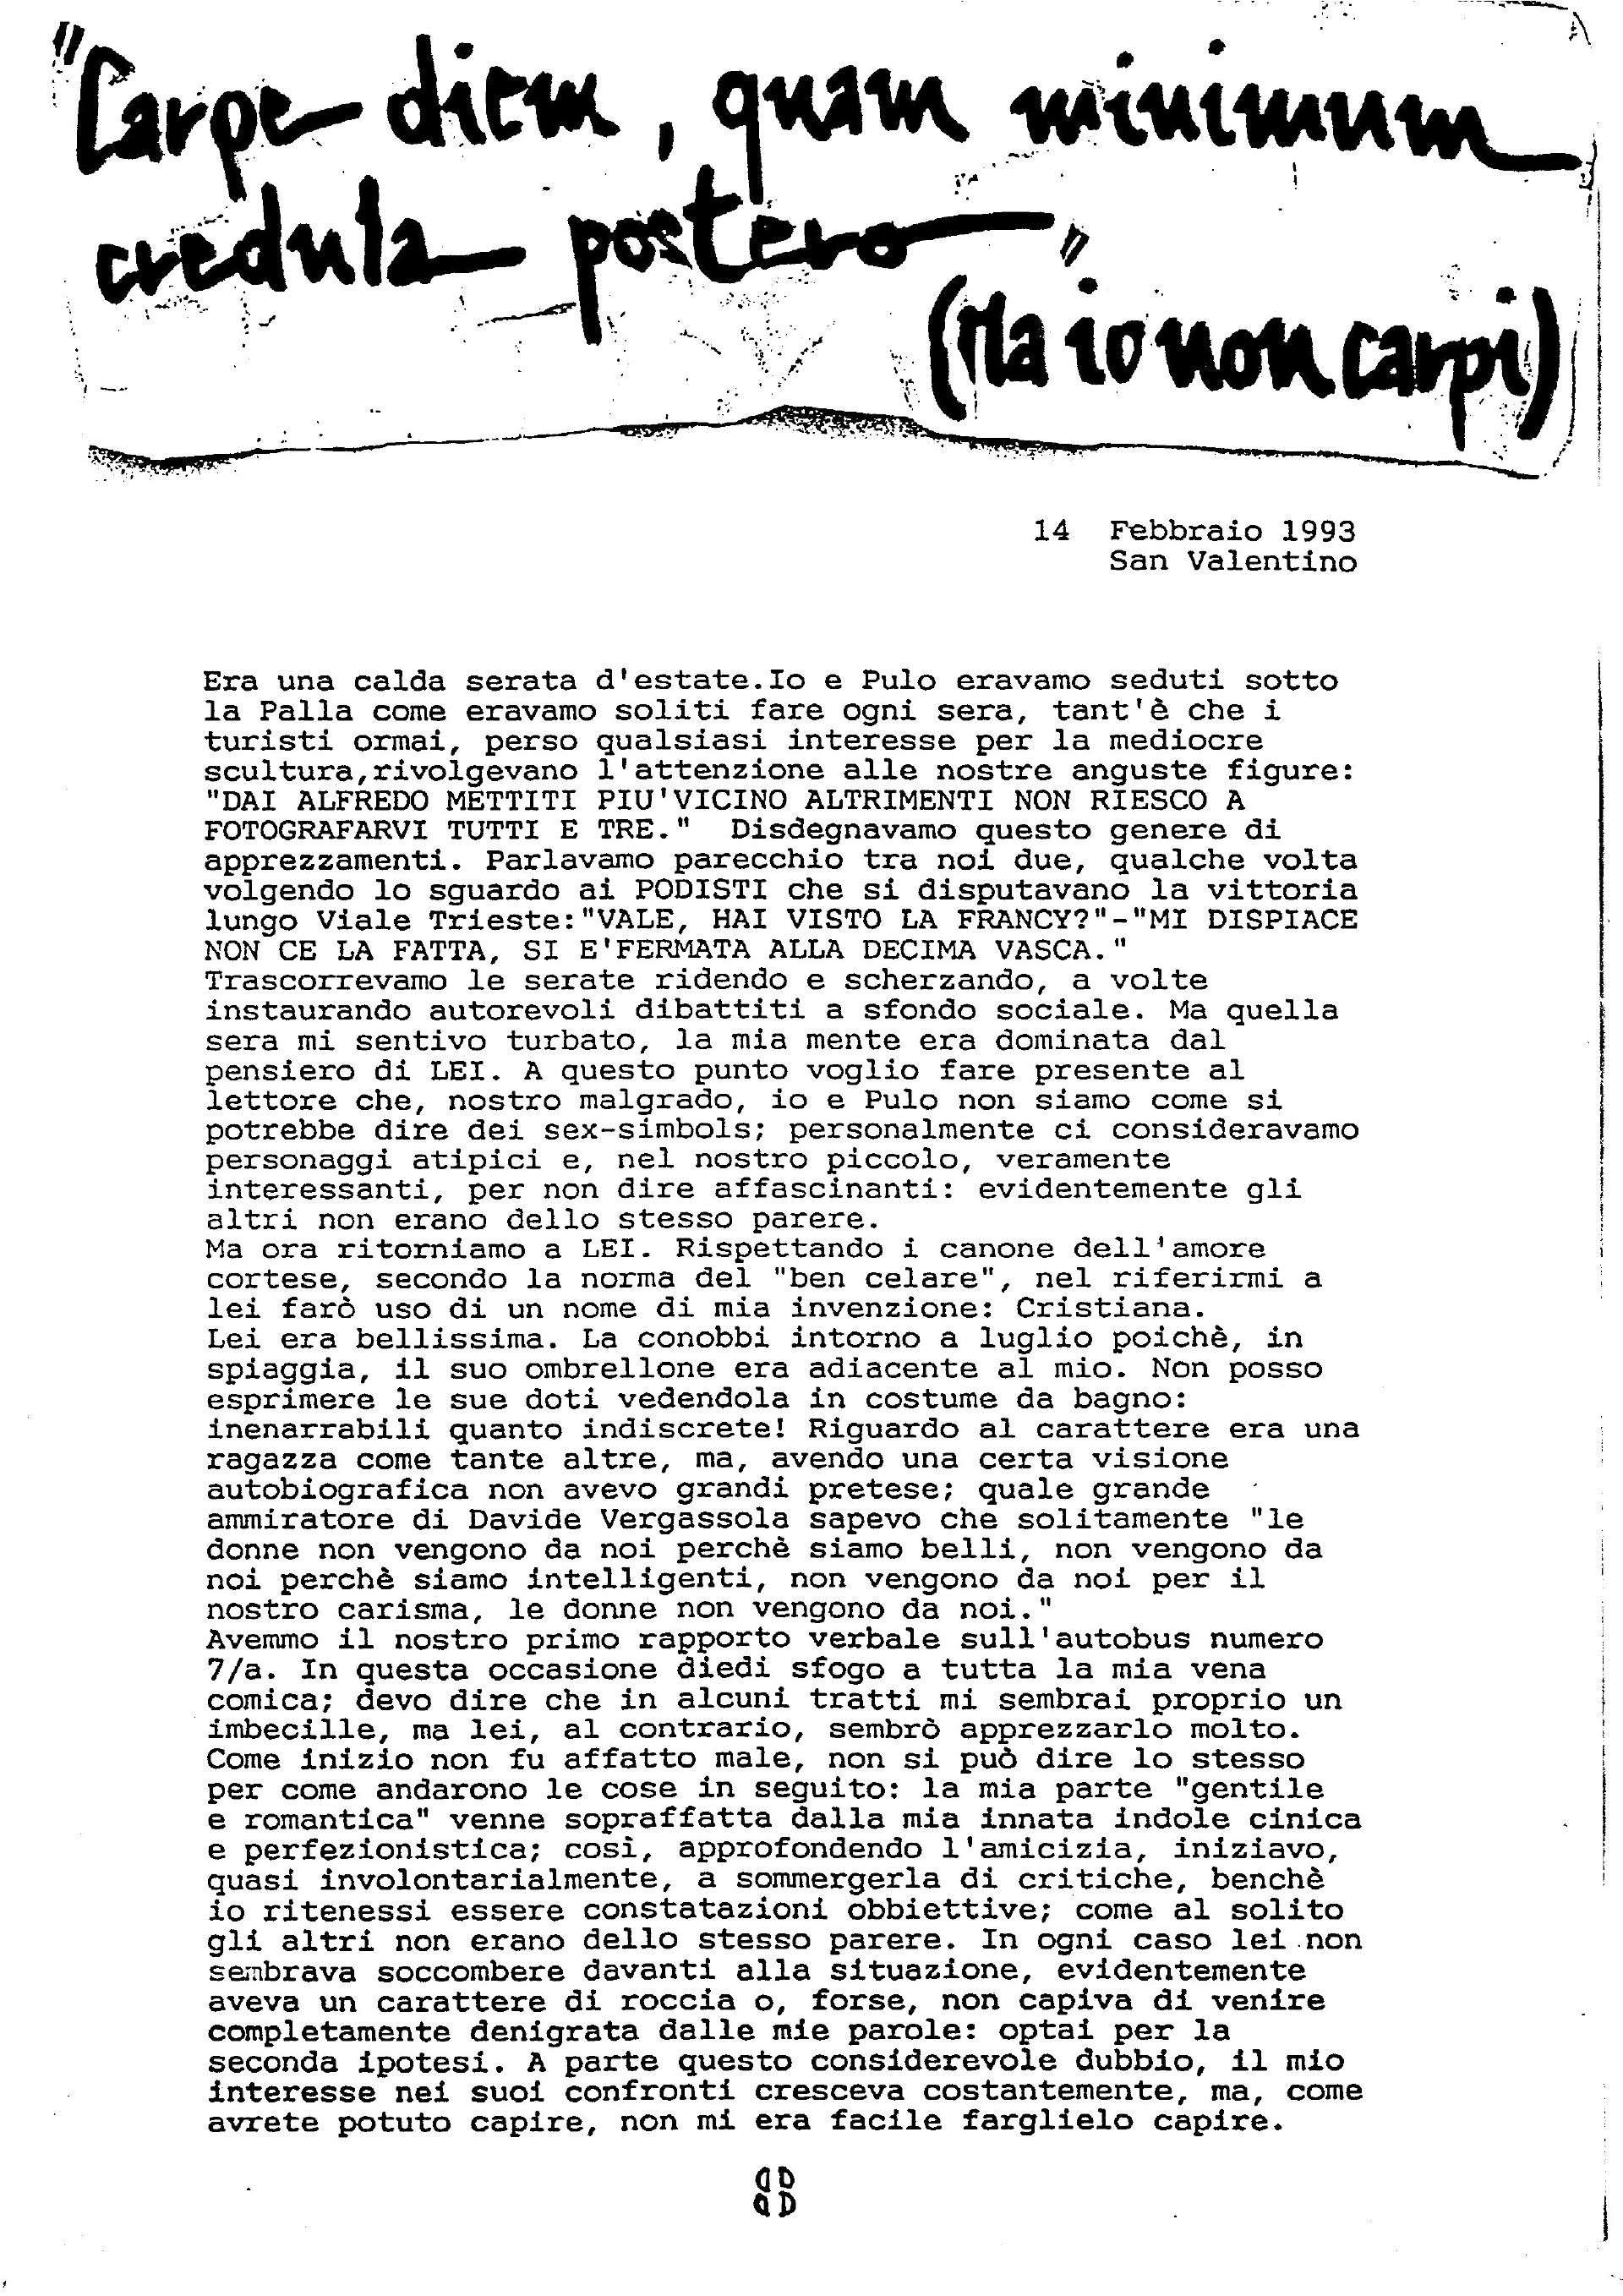 "Carpe diem, quam minimum
credula postero"
(Ma io non carpi)
14 Febbraio 1993
San Valentino
Era una calda serata d'estate.Io e Pulo eravamo seduti sotto
la Palla come eravamo soliti fare ogni sera, tant'è che i
turisti ormai, perso qualsiasi interesse per la mediocre
scultura,rivolgevano l'attenzione alle nostre anguste figure:
"DAI ALFREDO METTITI PIU'VICINO ALTRIMENTI NON RIESCO A
FOTOGRAFARVI TUTTI E TRE." Disdegnavamo questo genere di
apprezzamenti. Parlavamo parecchio tra noi due, qualche volta
volgendo lo sguardo ai PODISTI che si disputavano la vittoria
lungo Viale Trieste:"VALE, HAI VISTO LA FRANCY?"-"MI DISPIACE
NON CE LA FATTA, SI E'FERMATA ALLA DECIMA VASCA."
Trascorrevamo le serate ridendo e scherzando, a volte
instaurando autorevoli dibattiti a sfondo sociale. Ma quella
sera mi sentivo turbato, la mia mente era dominata dal
pensiero di LEI. A questo punto voglio fare presente al
lettore che, nostro malgrado, io e Pulo non siamo come si
potrebbe dire dei sex-simbols; personalmente ci consideravamo
personaggi atipici e, nel nostro piccolo, veramente
interessanti, per non dire affascinanti: evidentemente gli
altri non erano dello stesso parere.
Ma ora ritorniamo a LEI. Rispettando i canone dell'amore
cortese, secondo la norma del "ben celare", nel riferirmi a
lei farò uso di un nome di mia invenzione: Cristiana.
Lei era bellissima. La conobbi intorno a luglio poichè, in
spiaggia, il suo ombrellone era adiacente al mio. Non posso
esprimere le sue doti vedendola in costume da bagno:
inenarrabili quanto indiscrete! Riguardo al carattere era una
ragazza come tante altre, ma, avendo una certa visione
autobiografica non avevo grandi pretese; quale grande
ammiratore di Davide Vergassola sapevo che solitamente "le
donne non vengono da noi perchè siamo belli, non vengono da
noi perchè siamo intelligenti, non vengono da noi per il
nostro carisma, le donne non vengono da noi."
Avemmo il nostro primo rapporto verbale sull'autobus numero
7/a. In questa occasione diedi sfogo a tutta la mia vena
comica; devo dire che in alcuni tratti mi sembrai proprio un
imbecille, ma lei, al contrario, sembrò apprezzarlo molto.
Come inizio non fu affatto male, non si può dire lo stesso
per come andarono le cose in seguito: la mia parte "gentile
e romantica" venne sopraffatta dalla mia innata indole cinica
e perfezionistica; così, approfondendo l'amicizia, iniziavo,
quasi involontarialmente, a sommergerla di critiche, benchè
io ritenessi essere constatazioni obbiettive; come al solito
gli altri non erano dello stesso parere. In ogni caso lei non
sembrava soccombere davanti alla situazione, evidentemente
aveva un carattere di roccia o, forse, non capiva di venire
completamente denigrata dalle mie parole: optai per la
seconda ipotesi. A parte questo considerevole dubbio, il mio
interesse nei suoi confronti cresceva costantemente, ma, come
avrete potuto capire, non mi era facile farglielo capire.